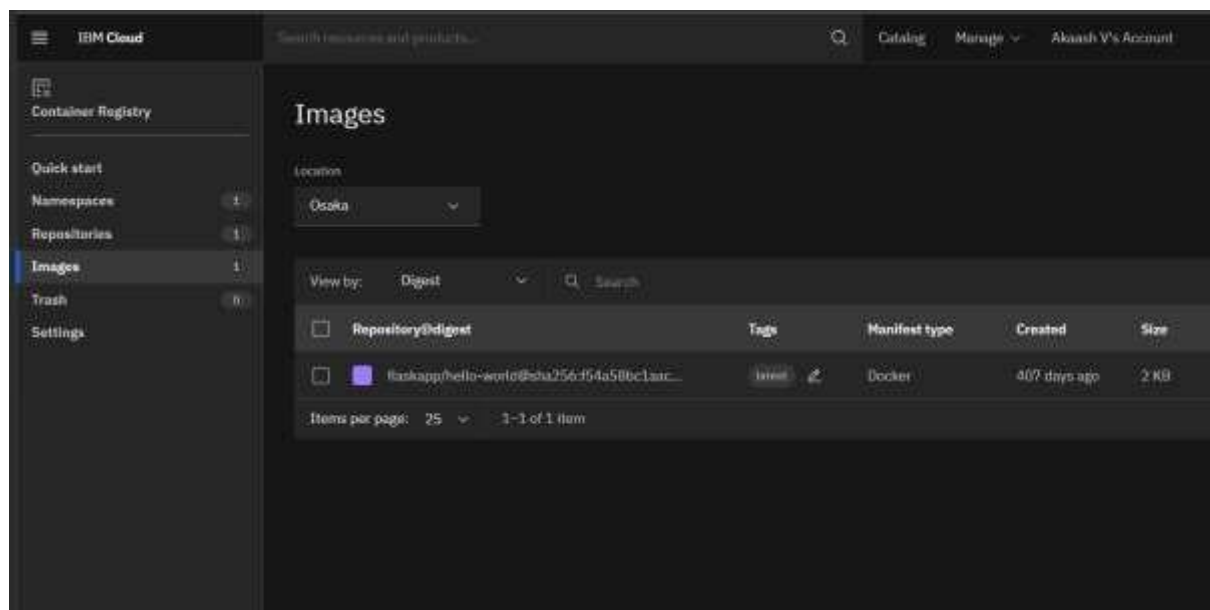 IBM Cloud
Search resources and products...
Catalog
Manage
Akaash V's Account
Container Registry
Quick start
Namespaces 1
Repositories 1
Images 1
Trash 0
Settings
Images
Location
Osaka
View by: Digest
Search
Repository@digest Tags Manifest type Created Size
flaskapp/hello-world@sha256:f54a58bc1aac... latest Docker 407 days ago 2 KB
Items per page: 25 1–1 of 1 item